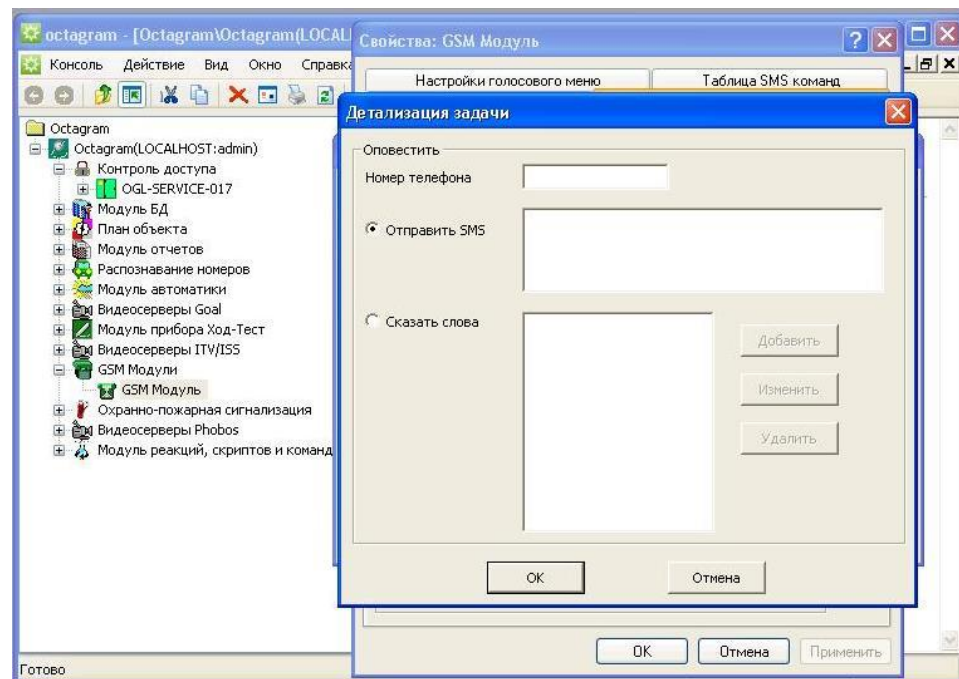 octagram - [Octagram\Octagram(LOCAL
Консоль Действие Вид Окно Справка
Octagram
Octagram(LOCALHOST:admin)
Контроль доступа
OGL-SERVICE-017
Модуль БД
План объекта
Модуль отчетов
Распознавание номеров
Модуль автоматики
Видеосерверы Goal
Модуль прибора Ход-Тест
Видеосерверы ITV/ISS
GSM Модули
GSM Модуль
Охранно-пожарная сигнализация
Видеосерверы Phobos
Модуль реакций, скриптов и команд
Готово
Свойства: GSM Модуль
Настройки голосового меню
Таблица SMS команд
Детализация задачи
Оповестить
Номер телефона
Отправить SMS
Сказать слова
Добавить
Изменить
Удалить
OK
Отмена
OK
Отмена
Применить